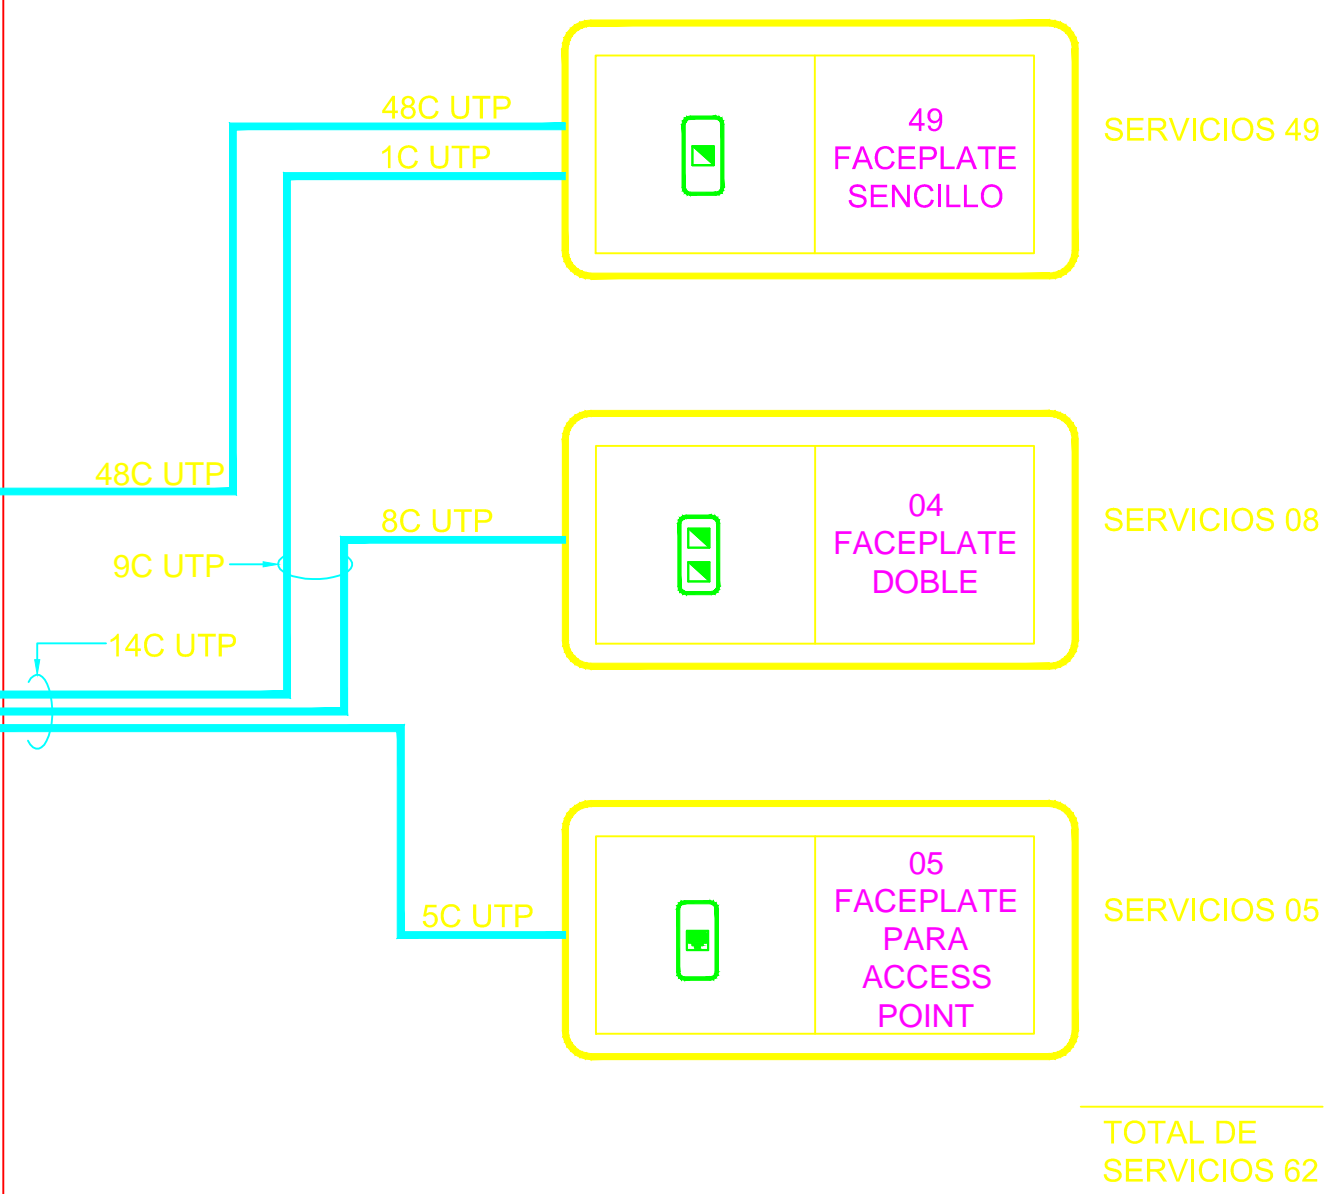 48C UTP
1C UTP
49
FACEPLATE
SENCILLO
SERVICIOS 49
48C UTP
8C UTP
9C UTP
04
FACEPLATE
DOBLE
SERVICIOS 08
14C UTP
5C UTP
05
FACEPLATE
PARA
ACCESS
POINT
SERVICIOS 05
TOTAL DE
SERVICIOS 62